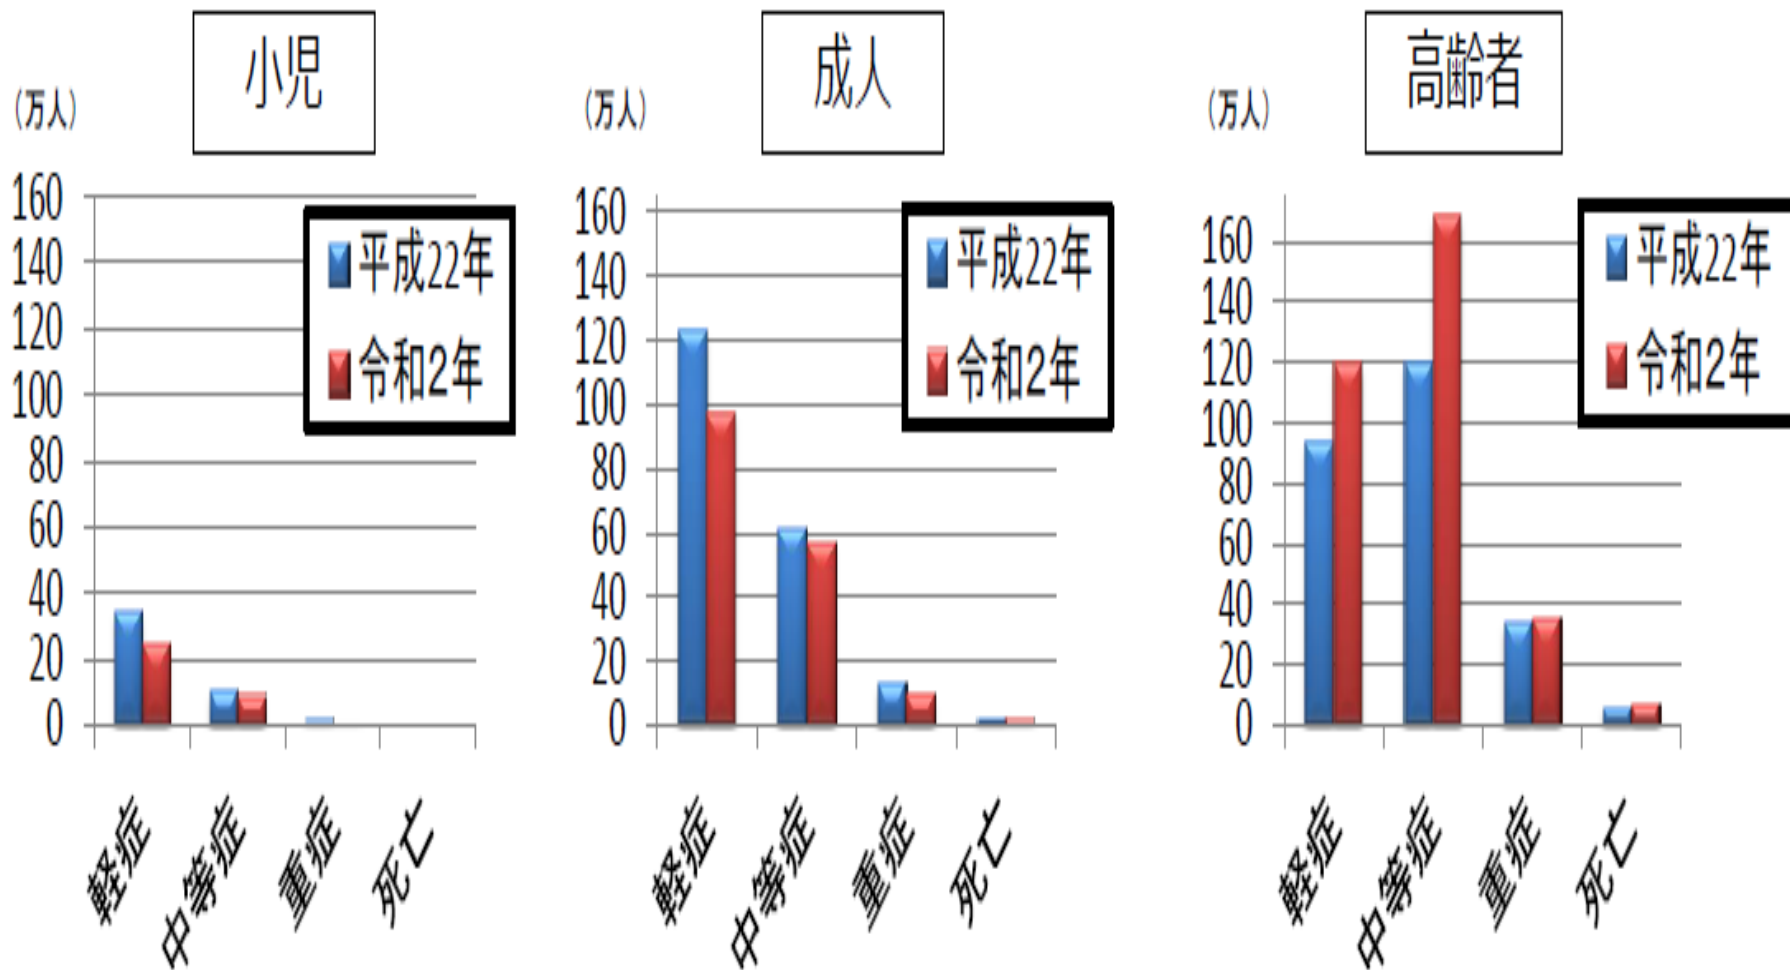 小児
(万人)
160
140
120
100
80
60
40
20
0
平成22年
令和2年
軽症
中等症
重症
死亡
成人
(万人)
160
140
120
100
80
60
40
20
0
平成22年
令和2年
軽症
中等症
重症
死亡
高齢者
(万人)
160
140
120
100
80
60
40
20
0
平成22年
令和2年
軽症
中等症
重症
死亡